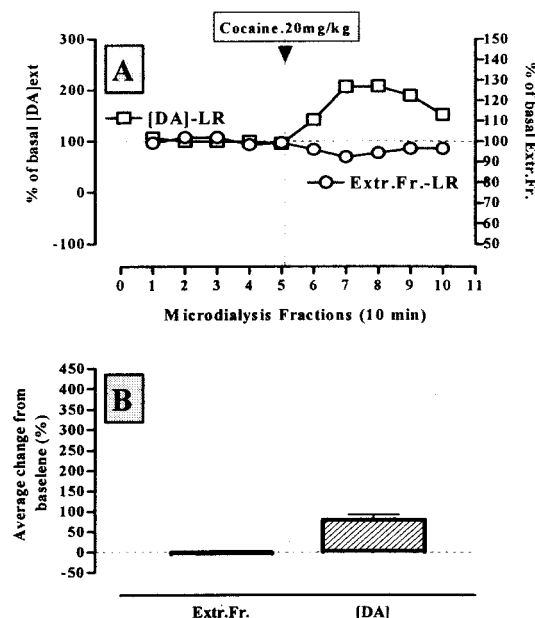 Cocaine.20mg/kg
A
% of basal [DA]ext
300
200
100
0
-100
[DA]-LR
Extr.Fr.-LR
150
140
130
120
110
100
90
80
70
60
50
% of basal Extr.Fr.
0 1 2 3 4 5 6 7 8 9 10 11
Microdialysis Fractions (10 min)
B
Average change from
baselene (%)
450
400
350
300
250
200
150
100
50
0
-50
Extr.Fr. [DA]